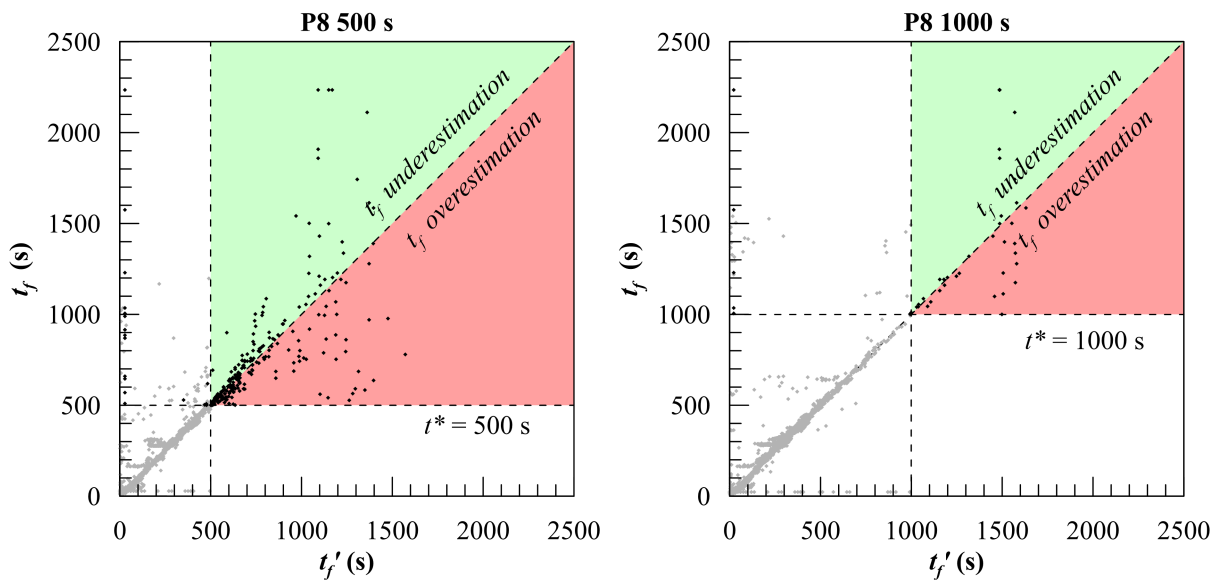 P8 500 s
2500
2000
1500
1000
500
0
t_f (s)
t_f underestimation
t_f overestimation
t* = 500 s
0 500 1000 1500 2000 2500
t_f' (s)
P8 1000 s
2500
2000
1500
1000
500
0
t_f (s)
t_f underestimation
t_f overestimation
t* = 1000 s
0 500 1000 1500 2000 2500
t_f' (s)